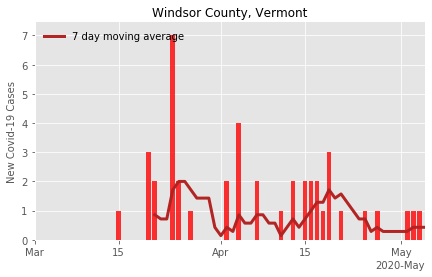 Windsor County, Vermont
7 day moving average
New Covid-19 Cases
7
6
5
4
3
2
1
0
Mar
15
Apr
15
May
2020-May